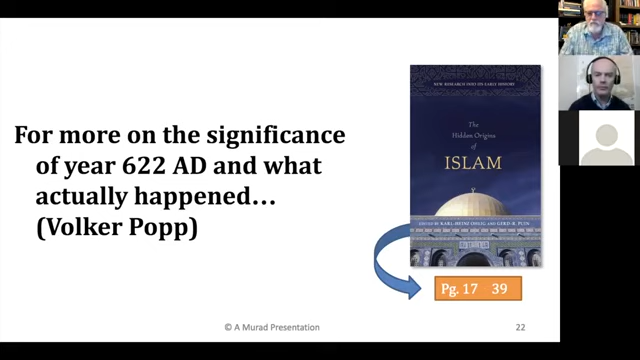 For more on the significance
of year 622 AD and what
actually happened…
(Volker Popp)
NEW RESEARCH INTO ITS EARLY HISTORY
The
Hidden Origins
of
ISLAM
EDITED BY KARL-HEINZ OHLIG AND GERD-R. PUIN
Pg. 17 39
© A Murad Presentation
22